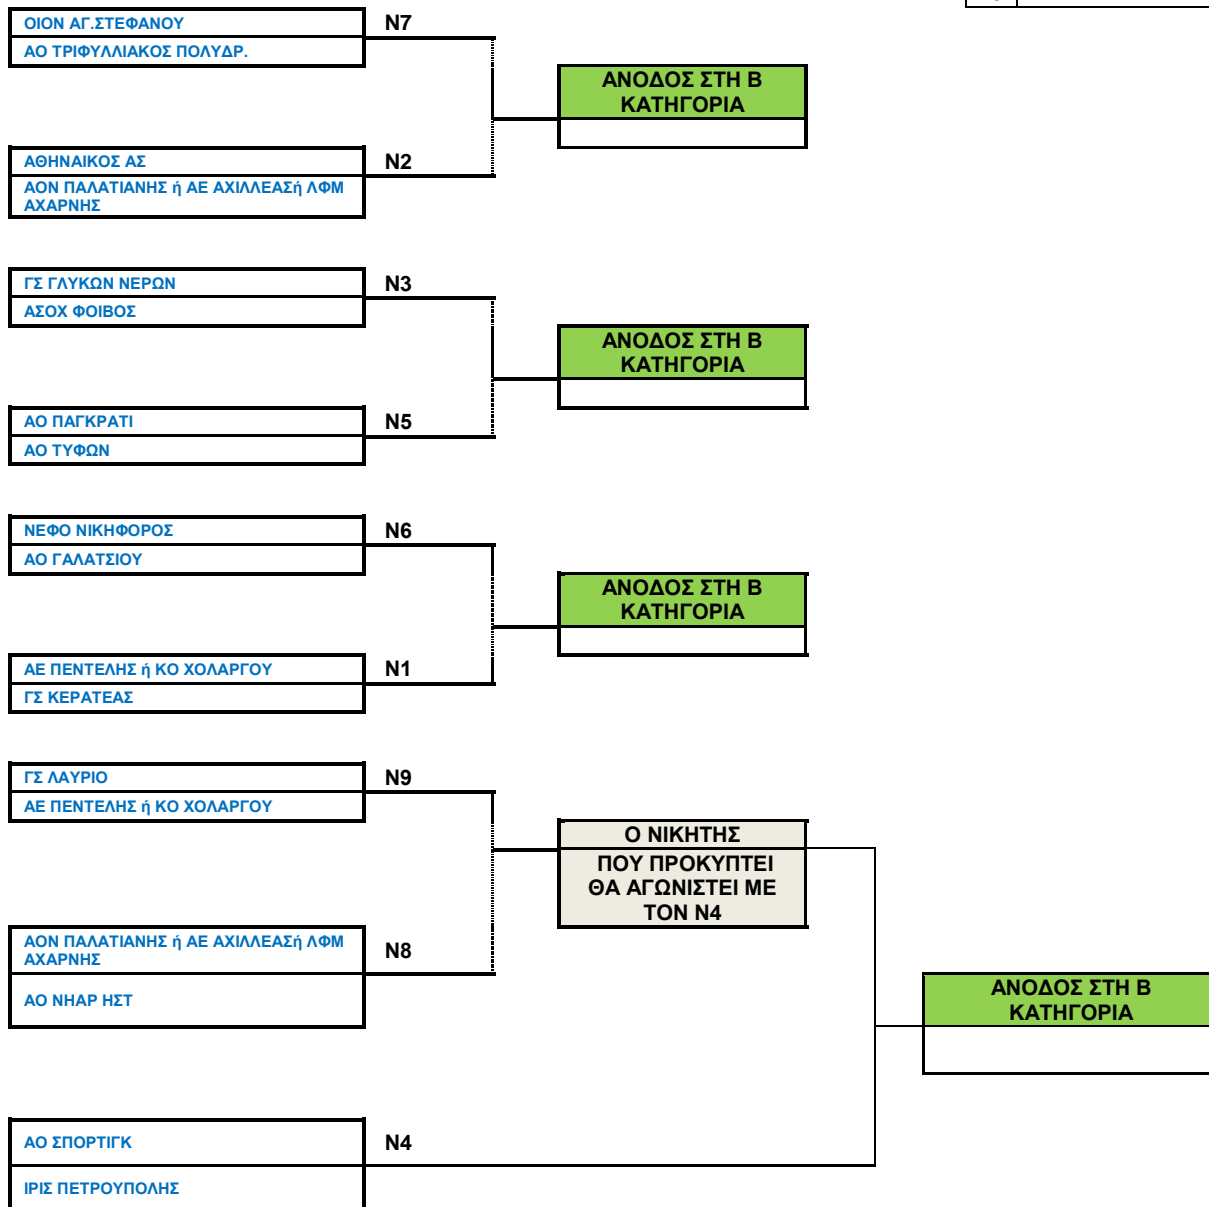 ΟΙΟΝ ΑΓ.ΣΤΕΦΑΝΟΥ
N7
ΑΟ ΤΡΙΦΥΛΛΙΑΚΟΣ ΠΟΛΥΔΡ.
ΑΝΟΔΟΣ ΣΤΗ Β
ΚΑΤΗΓΟΡΙΑ
ΑΘΗΝΑΙΚΟΣ ΑΣ
N2
ΑΟΝ ΠΑΛΑΤΙΑΝΗΣ ή ΑΕ ΑΧΙΛΛΕΑΣή ΛΦΜ
ΑΧΑΡΝΗΣ
ΓΣ ΓΛΥΚΩΝ ΝΕΡΩΝ
N3
ΑΣΟΧ ΦΟΙΒΟΣ
ΑΝΟΔΟΣ ΣΤΗ Β
ΚΑΤΗΓΟΡΙΑ
ΑΟ ΠΑΓΚΡΑΤΙ
N5
ΑΟ ΤΥΦΩΝ
ΝΕΦΟ ΝΙΚΗΦΟΡΟΣ
N6
ΑΟ ΓΑΛΑΤΣΙΟΥ
ΑΝΟΔΟΣ ΣΤΗ Β
ΚΑΤΗΓΟΡΙΑ
ΑΕ ΠΕΝΤΕΛΗΣ ή ΚΟ ΧΟΛΑΡΓΟΥ
N1
ΓΣ ΚΕΡΑΤΕΑΣ
ΓΣ ΛΑΥΡΙΟ
N9
ΑΕ ΠΕΝΤΕΛΗΣ ή ΚΟ ΧΟΛΑΡΓΟΥ
Ο ΝΙΚΗΤΗΣ
ΠΟΥ ΠΡΟΚΥΠΤΕΙ
ΘΑ ΑΓΩΝΙΣΤΕΙ ΜΕ
ΤΟΝ Ν4
ΑΟΝ ΠΑΛΑΤΙΑΝΗΣ ή ΑΕ ΑΧΙΛΛΕΑΣή ΛΦΜ
ΑΧΑΡΝΗΣ
N8
ΑΟ ΝΗΑΡ ΗΣΤ
ΑΝΟΔΟΣ ΣΤΗ Β
ΚΑΤΗΓΟΡΙΑ
ΑΟ ΣΠΟΡΤΙΓΚ
N4
ΙΡΙΣ ΠΕΤΡΟΥΠΟΛΗΣ